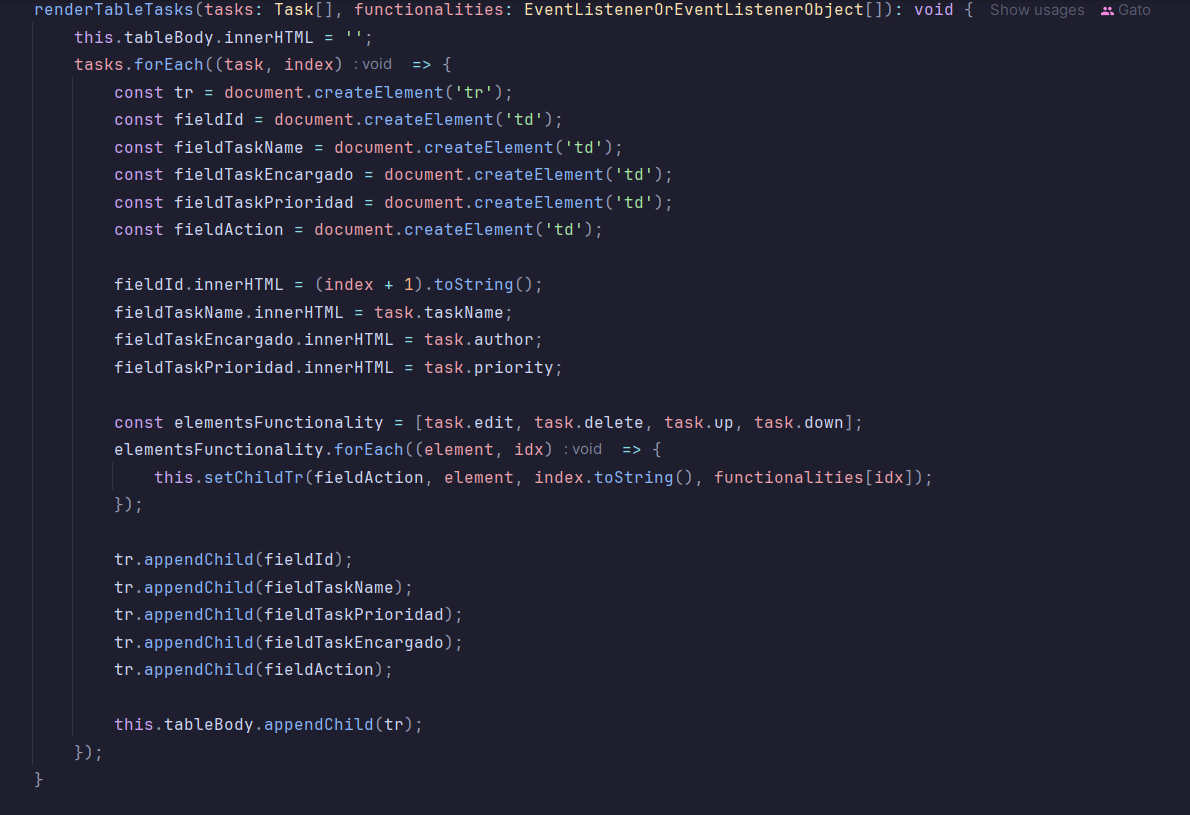 renderTableTasks(tasks: Task[], functionalities: EventListenerOrEventListenerObject[]): void {  Show usages  Gato
    this.tableBody.innerHTML = '';
    tasks.forEach((task, index) : void  => {
        const tr = document.createElement('tr');
        const fieldId = document.createElement('td');
        const fieldTaskName = document.createElement('td');
        const fieldTaskEncargado = document.createElement('td');
        const fieldTaskPrioridad = document.createElement('td');
        const fieldAction = document.createElement('td');

        fieldId.innerHTML = (index + 1).toString();
        fieldTaskName.innerHTML = task.taskName;
        fieldTaskEncargado.innerHTML = task.author;
        fieldTaskPrioridad.innerHTML = task.priority;

        const elementsFunctionality = [task.edit, task.delete, task.up, task.down];
        elementsFunctionality.forEach((element, idx) : void  => {
            this.setChildTr(fieldAction, element, index.toString(), functionalities[idx]);
        });

        tr.appendChild(fieldId);
        tr.appendChild(fieldTaskName);
        tr.appendChild(fieldTaskPrioridad);
        tr.appendChild(fieldTaskEncargado);
        tr.appendChild(fieldAction);

        this.tableBody.appendChild(tr);
    });
}